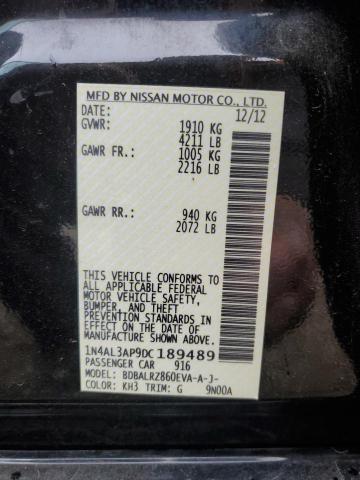 MFD BY NISSAN MOTOR CO., LTD.
DATE: 12/12
GVWR: 1910 KG
4211 LB
GAWR FR.: 1005 KG
2216 LB
GAWR RR.: 940 KG
2072 LB
THIS VEHICLE CONFORMS TO
ALL APPLICABLE FEDERAL
MOTOR VEHICLE SAFETY,
BUMPER, AND THEFT
PREVENTION STANDARDS
IN EFFECT ON THE DATE OF
MANUFACTURE SHOWN ABOVE.
1N4AL3AP9DC189489
PASSENGER CAR 916
MODEL: BDBALRZ860EVA-A-J-
COLOR: KH3 TRIM: G 9N00A